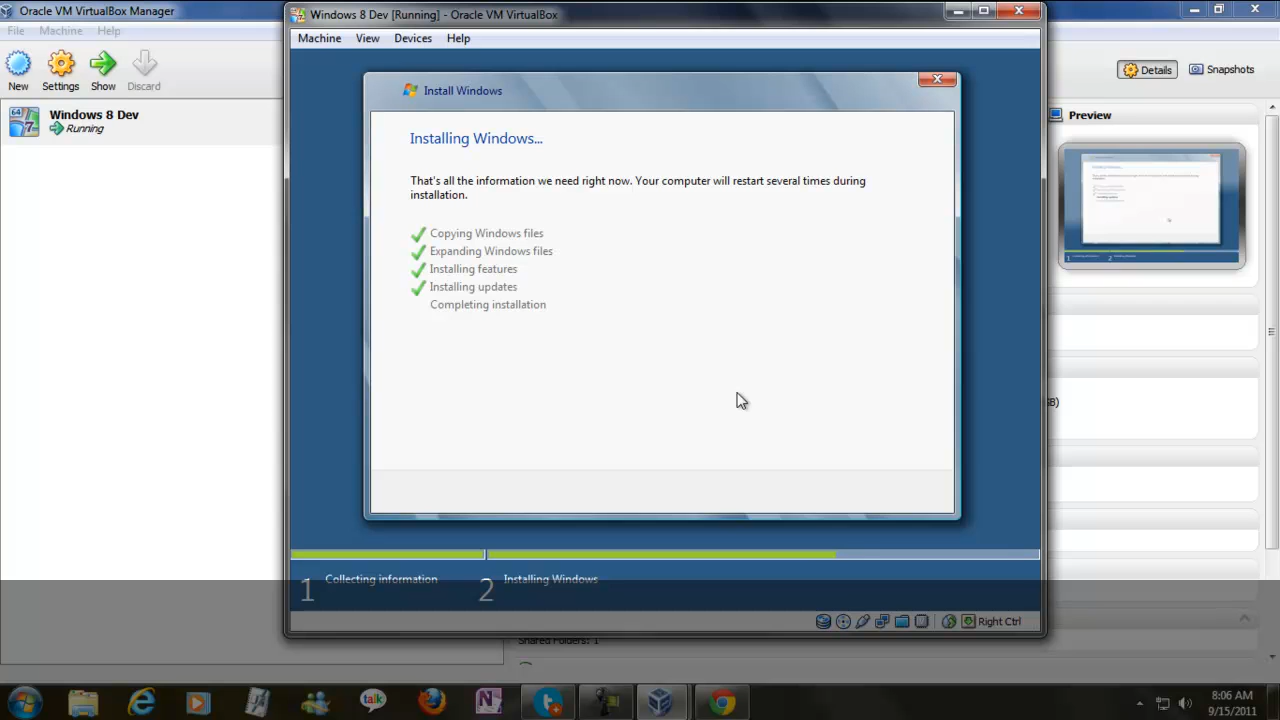 Oracle VM VirtualBox Manager
File Machine Help
New Settings Show Discard
Windows 8 Dev
Running
Windows 8 Dev [Running] - Oracle VM VirtualBox
Machine View Devices Help
Install Windows
Installing Windows...
That's all the information we need right now. Your computer will restart several times during
installation.
Copying Windows files
Expanding Windows files
Installing features
Installing updates
Completing installation
1 Collecting information 2 Installing Windows
Right Ctrl
Details Snapshots
Preview
Shared Folders: 1
8:06 AM
9/15/2011